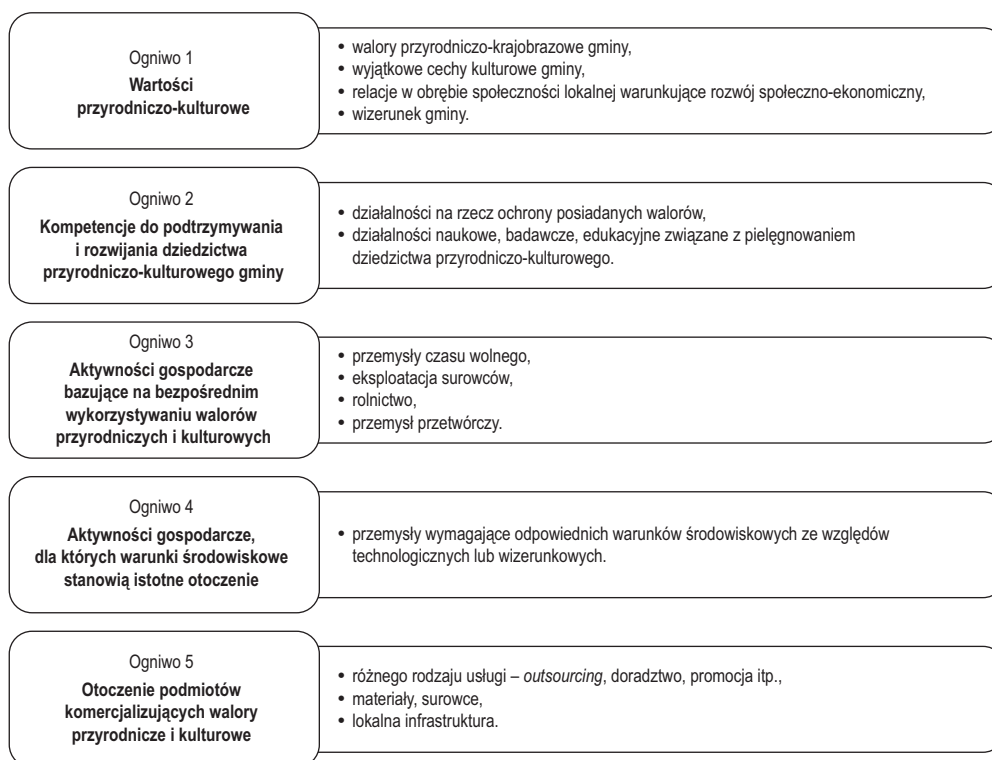 Ogniwo 1
Wartości
przyrodniczo-kulturowe
• walory przyrodniczo-krajobrazowe gminy,
• wyjątkowe cechy kulturowe gminy,
• relacje w obrębie społeczności lokalnej warunkujące rozwój społeczno-ekonomiczny,
• wizerunek gminy.
Ogniwo 2
Kompetencje do podtrzymywania
i rozwijania dziedzictwa
przyrodniczo-kulturowego gminy
• działalności na rzecz ochrony posiadanych walorów,
• działalności naukowe, badawcze, edukacyjne związane z pielęgnowaniem
dziedzictwa przyrodniczo-kulturowego.
Ogniwo 3
Aktywności gospodarcze
bazujące na bezpośrednim
wykorzystywaniu walorów
przyrodniczych i kulturowych
• przemysły czasu wolnego,
• eksploatacja surowców,
• rolnictwo,
• przemysł przetwórczy.
Ogniwo 4
Aktywności gospodarcze,
dla których warunki środowiskowe
stanowią istotne otoczenie
• przemysły wymagające odpowiednich warunków środowiskowych ze względów
technologicznych lub wizerunkowych.
Ogniwo 5
Otoczenie podmiotów
komercjalizujących walory
przyrodnicze i kulturowe
• różnego rodzaju usługi – outsourcing, doradztwo, promocja itp.,
• materiały, surowce,
• lokalna infrastruktura.